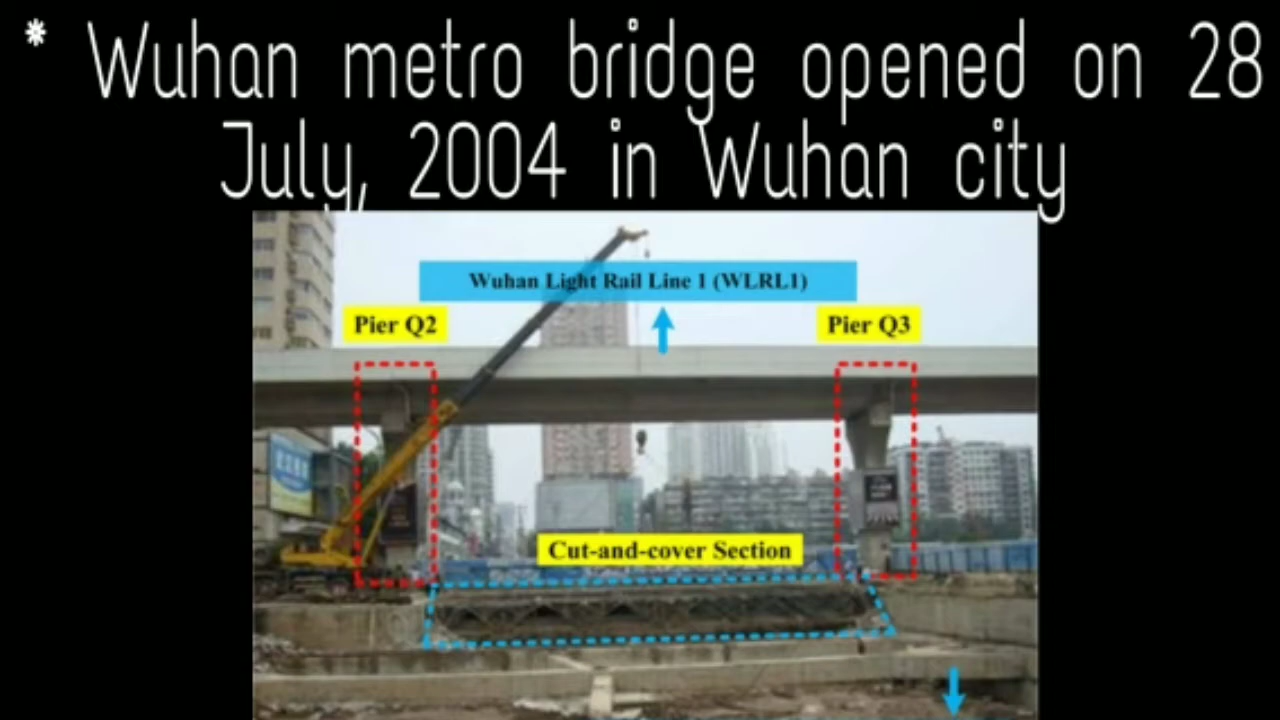 * Wuhan metro bridge opened on 28
July, 2004 in Wuhan city
Wuhan Light Rail Line 1 (WLRL1)
Pier Q2
Pier Q3
Cut-and-cover Section